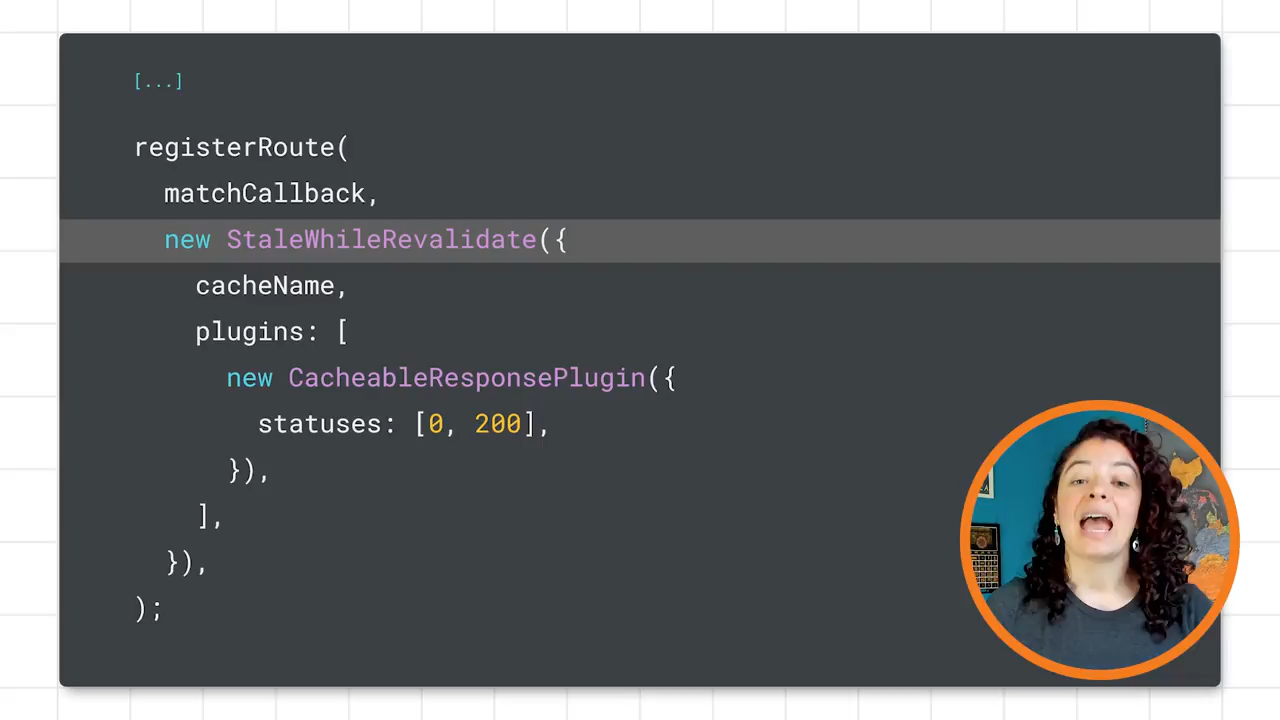 [...]
registerRoute(
matchCallback,
new StaleWhileRevalidate({
cacheName,
plugins: [
new CacheableResponsePlugin({
statuses: [0, 200],
}),
],
}),
);